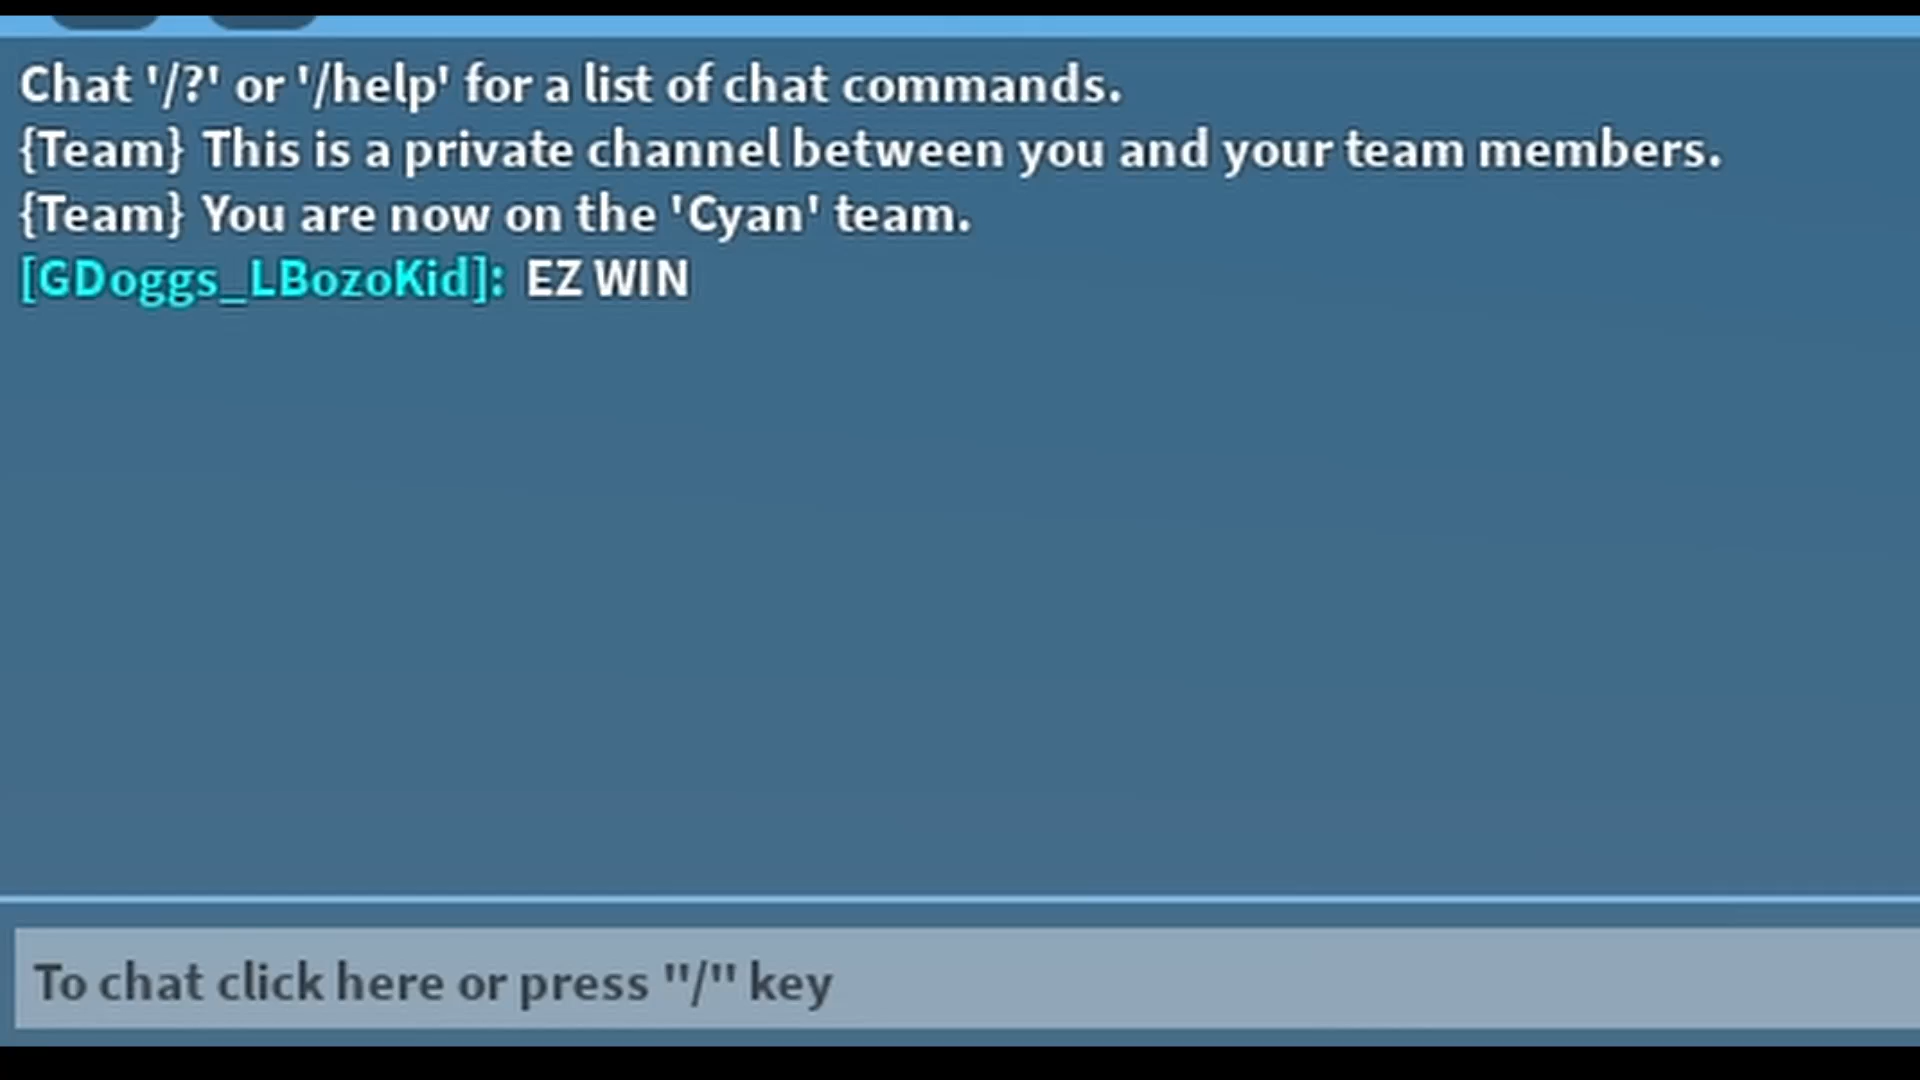 Chat '/?' or '/help' for a list of chat commands.
{Team} This is a private channel between you and your team members.
{Team} You are now on the 'Cyan' team.
[GDoggs_LBozoKid]: EZ WIN
To chat click here or press "/" key